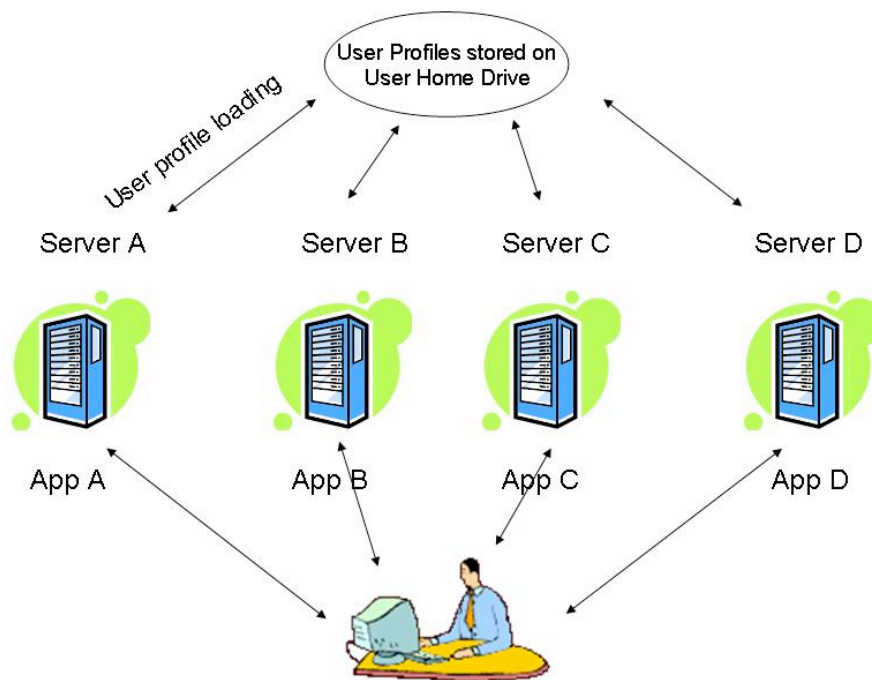 User Profiles stored on
User Home Drive
User profile loading
Server A
Server B
Server C
Server D
App A
App B
App C
App D